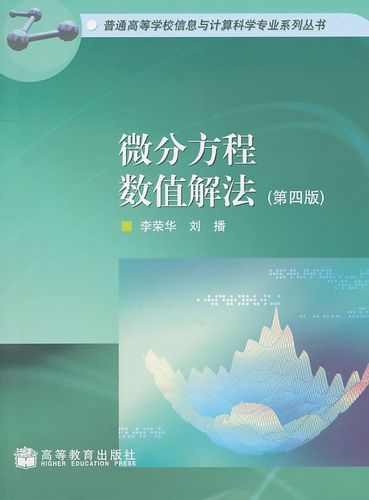 普通高等学校信息与计算科学专业系列丛书
微分方程
数值解法(第四版)
李荣华 刘 播
高等教育出版社
HIGHER EDUCATION PRESS